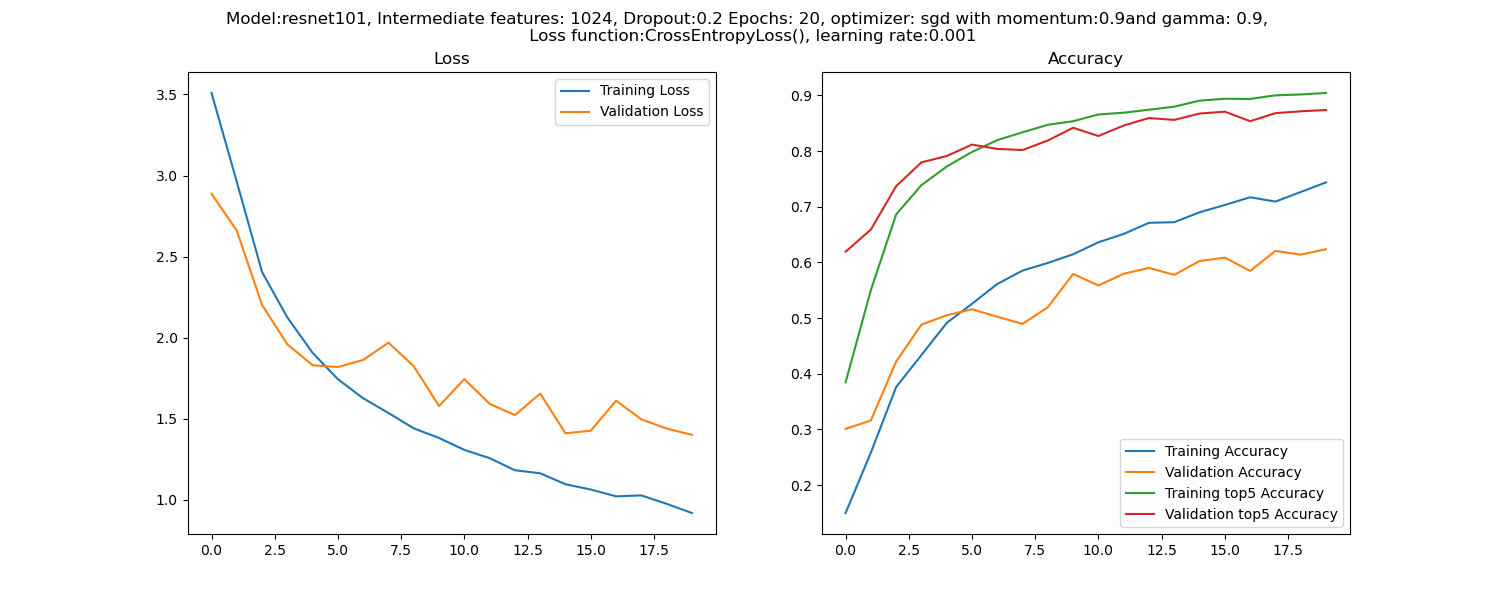 Model:resnet101, Intermediate features: 1024, Dropout:0.2 Epochs: 20, optimizer: sgd with momentum:0.9and gamma: 0.9,
Loss function:CrossEntropyLoss(), learning rate:0.001
Loss
Training Loss
Validation Loss
3.5
3.0
2.5
2.0
1.5
1.0
0.0 2.5 5.0 7.5 10.0 12.5 15.0 17.5
Accuracy
0.9
0.8
0.7
0.6
0.5
0.4
0.3
0.2
Training Accuracy
Validation Accuracy
Training top5 Accuracy
Validation top5 Accuracy
0.0 2.5 5.0 7.5 10.0 12.5 15.0 17.5